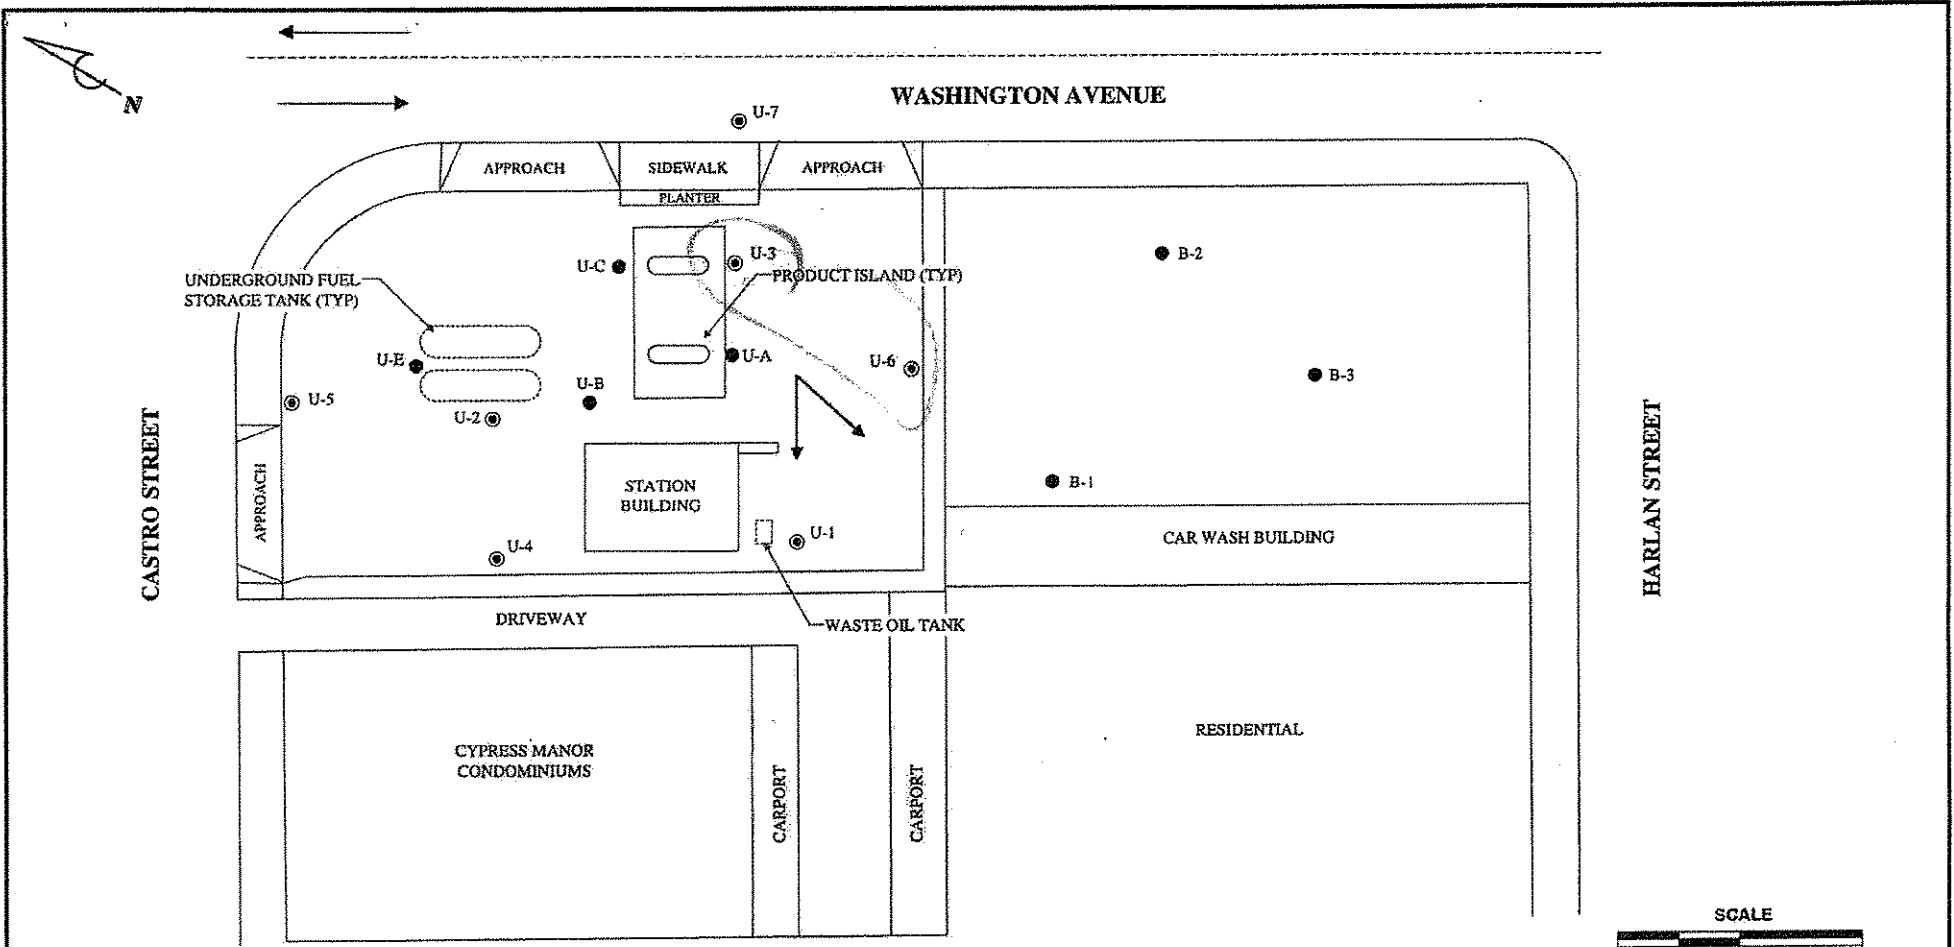 N
WASHINGTON AVENUE
U-7
APPROACH
SIDEWALK
APPROACH
PLANTER
U-C
U-3
B-2
UNDERGROUND FUEL
STORAGE TANK (TYP)
PRODUCT ISLAND (TYP)
U-E
U-A
U-6
B-3
U-B
U-5
U-2
CASTRO STREET
HARLAN STREET
APPROACH
STATION
BUILDING
B-1
U-4
U-1
CAR WASH BUILDING
DRIVEWAY
WASTE OIL TANK
CYPRESS MANOR
CONDOMINIUMS
CARPORT
CARPORT
RESIDENTIAL
SCALE